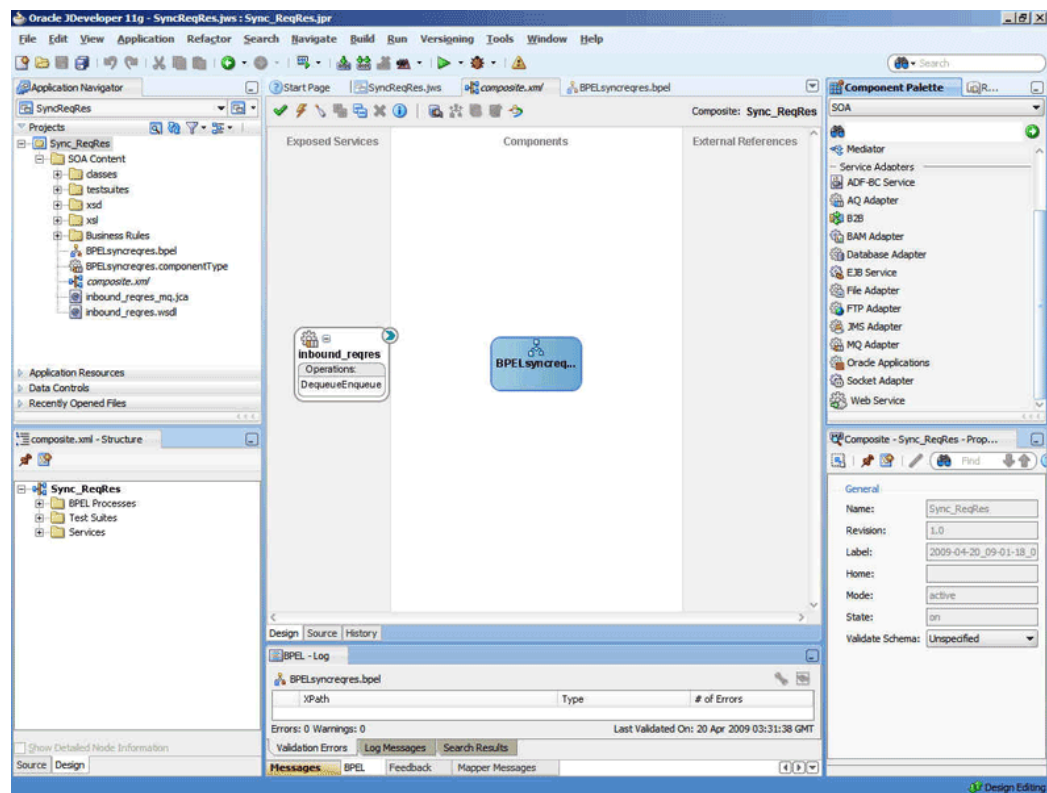 Oracle JDeveloper 11g - SyncReqRes.jws : Sync_ReqRes.jpr
File Edit View Application Refactor Search Navigate Build Run Versioning Tools Window Help
Search
Application Navigator
SyncReqRes
Projects
Sync_ReqRes
SOA Content
classes
testsuites
xsd
xsl
Business Rules
BPELsyncreqres.bpel
BPELsyncreqres.componentType
composite.xml
inbound_reqres_mq.jca
inbound_reqres.wsdl
Application Resources
Data Controls
Recently Opened Files
composite.xml - Structure
Sync_ReqRes
BPEL Processes
Test Suites
Services
Show Detailed Node Information
Source Design
Start Page SyncReqRes.jws composite.xml BPELsyncreqres.bpel
Composite: Sync_ReqRes
Exposed Services Components External References
inbound_reqres
Operations:
DequeueEnqueue
BPELsyncreq...
Design Source History
BPEL - Log
BPELsyncreqres.bpel
XPath Type # of Errors
Errors: 0 Warnings: 0 Last Validated On: 20 Apr 2009 03:31:38 GMT
Validation Errors Log Messages Search Results
Messages BPEL Feedback Mapper Messages
Component Palette R...
SOA
Mediator
Service Adapters
ADF-BC Service
AQ Adapter
B2B
BAM Adapter
Database Adapter
EJB Service
File Adapter
FTP Adapter
JMS Adapter
MQ Adapter
Oracle Applications
Socket Adapter
Web Service
Composite - Sync_ReqRes - Prop...
Find
General
Name: Sync_ReqRes
Revision: 1.0
Label: 2009-04-20_09-01-18_0
Home:
Mode: active
State: on
Validate Schema: Unspecified
Design Editing